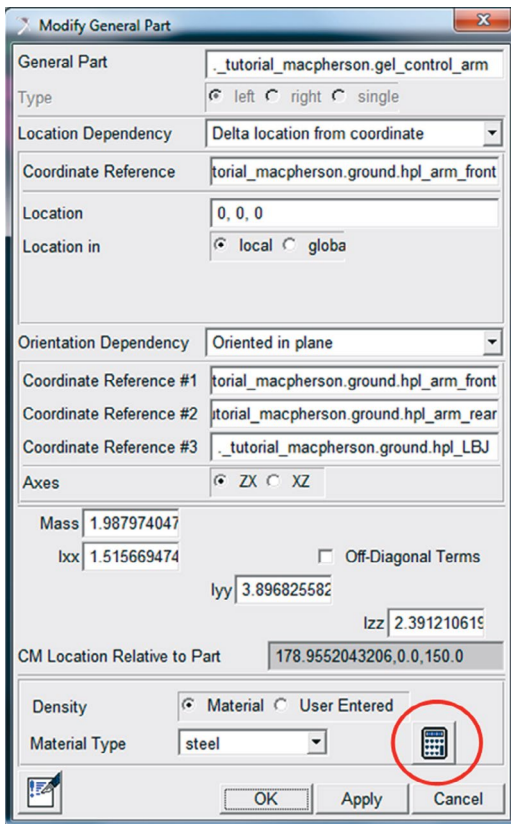 Modify General Part
General Part ._tutorial_macpherson.gel_control_arm
Type left right single
Location Dependency Delta location from coordinate
Coordinate Reference torial_macpherson.ground.hpl_arm_front
Location 0, 0, 0
Location in local globa
Orientation Dependency Oriented in plane
Coordinate Reference #1 torial_macpherson.ground.hpl_arm_front
Coordinate Reference #2 utorial_macpherson.ground.hpl_arm_rear
Coordinate Reference #3 ._tutorial_macpherson.ground.hpl_LBJ
Axes ZX XZ
Mass 1.987974047
Ixx 1.515669474 Off-Diagonal Terms
Iyy 3.896825582
Izz 2.391210619
CM Location Relative to Part 178.9552043206,0.0,150.0
Density Material User Entered
Material Type steel
OK Apply Cancel